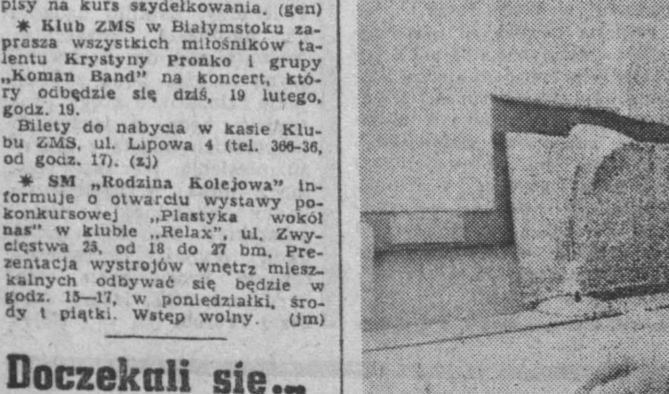 pisy na kurs szydełkowania. (gen)
* Klub ZMS w Białymstoku za-
prasza wszystkich miłośników ta-
lentu Krystyny Pronko i grupy
„Koman Band" na koncert, któ-
ry odbędzie się dziś, 19 lutego,
godz. 19.
Bilety do nabycia w kasie Klu-
bu ZMS, ul. Lipowa 4 (tel. 366-36,
od godz. 17). (zj)
* SM „Rodzina Kolejowa" in-
formuje o otwarciu wystawy po-
konkursowej „Plastyka wokół
nas" w klubie „Relax", ul. Zwy-
cięstwa 25, od 18 do 27 bm. Pre-
zentacja wystrojów wnętrz miesz-
kalnych odbywać się będzie w
godz. 15—17, w poniedziałki, śro-
dy i piątki. Wstęp wolny. (jm)
Doczekali się...